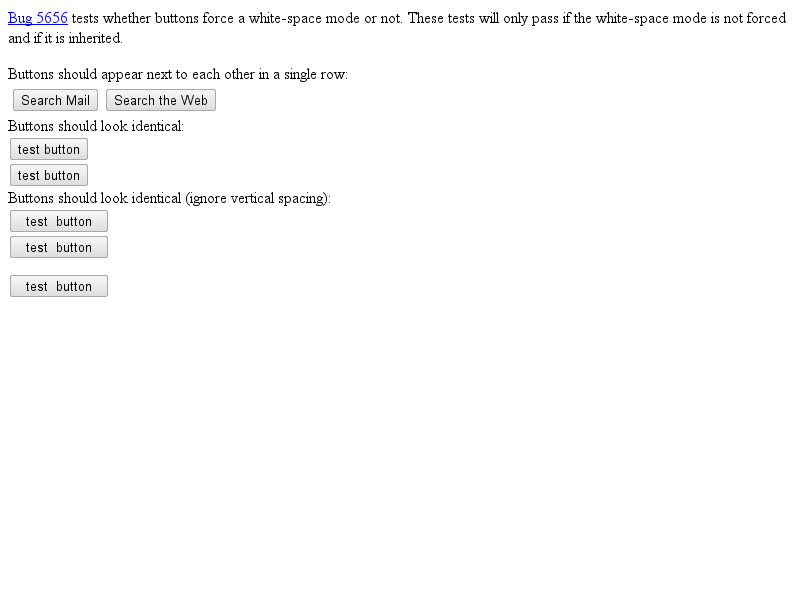 Bug 5656 tests whether buttons force a white-space mode or not. These tests will only pass if the white-space mode is not forced
and if it is inherited.
Buttons should appear next to each other in a single row:
Search Mail Search the Web
Buttons should look identical:
test button
test button
Buttons should look identical (ignore vertical spacing):
test  button
test  button
test  button